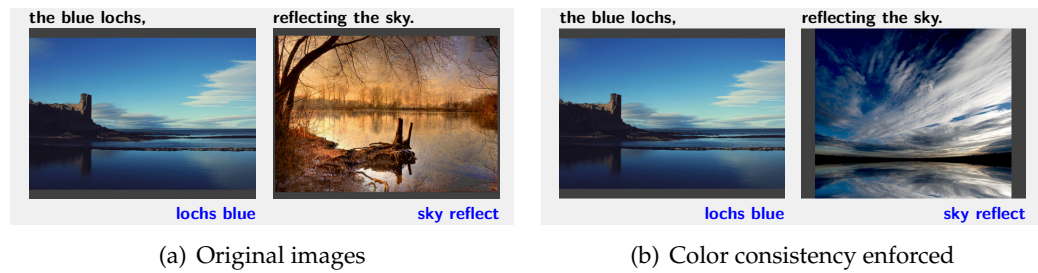 the blue lochs,
reflecting the sky.
lochs blue
sky reflect
(a) Original images
the blue lochs,
reflecting the sky.
lochs blue
sky reflect
(b) Color consistency enforced